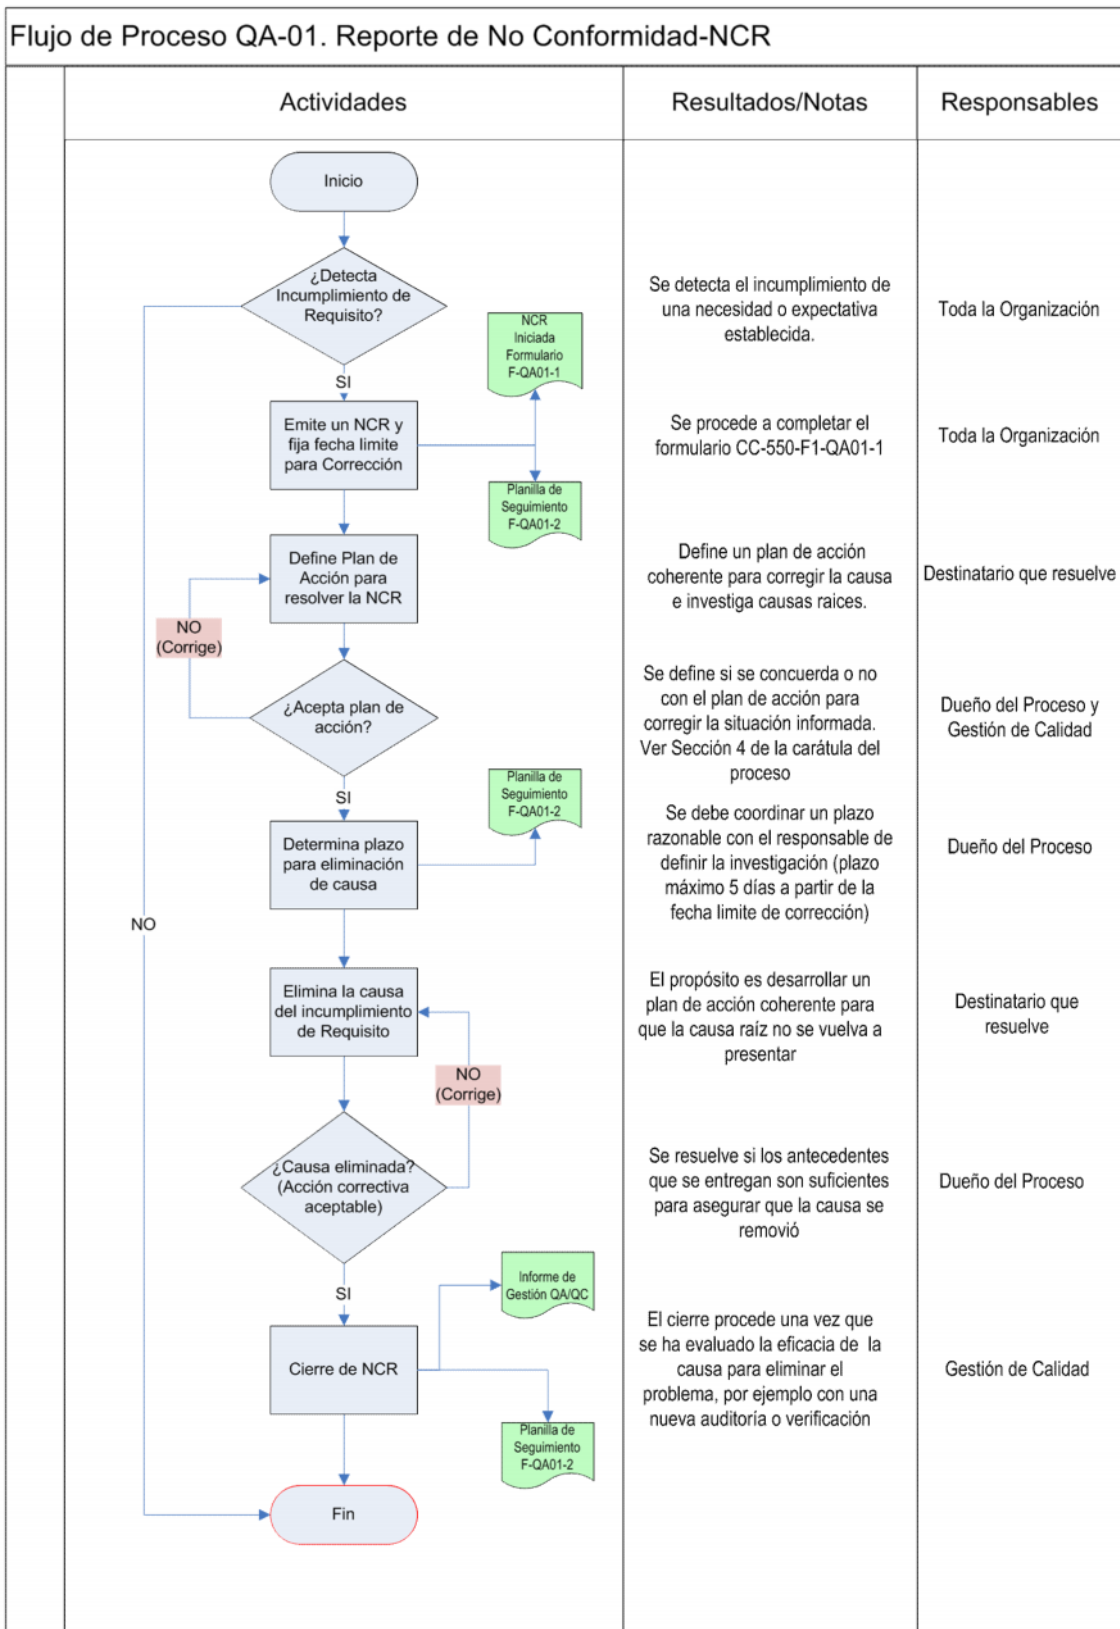 Flujo de Proceso QA-01. Reporte de No Conformidad-NCR
Actividades
Resultados/Notas
Responsables
Inicio
¿Detecta
Incumplimiento de
Requisito?
Se detecta el incumplimiento de
una necesidad o expectativa
establecida.
Toda la Organización
NCR
Iniciada
Formulario
F-QA01-1
SI
Emite un NCR y
fija fecha limite
para Corrección
Se procede a completar el
formulario CC-550-F1-QA01-1
Toda la Organización
Planilla de
Seguimiento
F-QA01-2
Define Plan de
Acción para
resolver la NCR
Define un plan de acción
coherente para corregir la causa
e investiga causas raices.
Destinatario que resuelve
NO
(Corrige)
¿Acepta plan de
acción?
Se define si se concuerda o no
con el plan de acción para
corregir la situación informada.
Ver Sección 4 de la carátula del
proceso
Dueño del Proceso y
Gestión de Calidad
SI
Planilla de
Seguimiento
F-QA01-2
Determina plazo
para eliminación
de causa
Se debe coordinar un plazo
razonable con el responsable de
definir la investigación (plazo
máximo 5 días a partir de la
fecha limite de corrección)
Dueño del Proceso
NO
Elimina la causa
del incumplimiento
de Requisito
El propósito es desarrollar un
plan de acción coherente para
que la causa raíz no se vuelva a
presentar
Destinatario que
resuelve
NO
(Corrige)
¿Causa eliminada?
(Acción correctiva
aceptable)
Se resuelve si los antecedentes
que se entregan son suficientes
para asegurar que la causa se
removió
Dueño del Proceso
SI
Informe de
Gestión QA/QC
Cierre de NCR
El cierre procede una vez que
se ha evaluado la eficacia de la
causa para eliminar el
problema, por ejemplo con una
nueva auditoría o verificación
Gestión de Calidad
Planilla de
Seguimiento
F-QA01-2
Fin